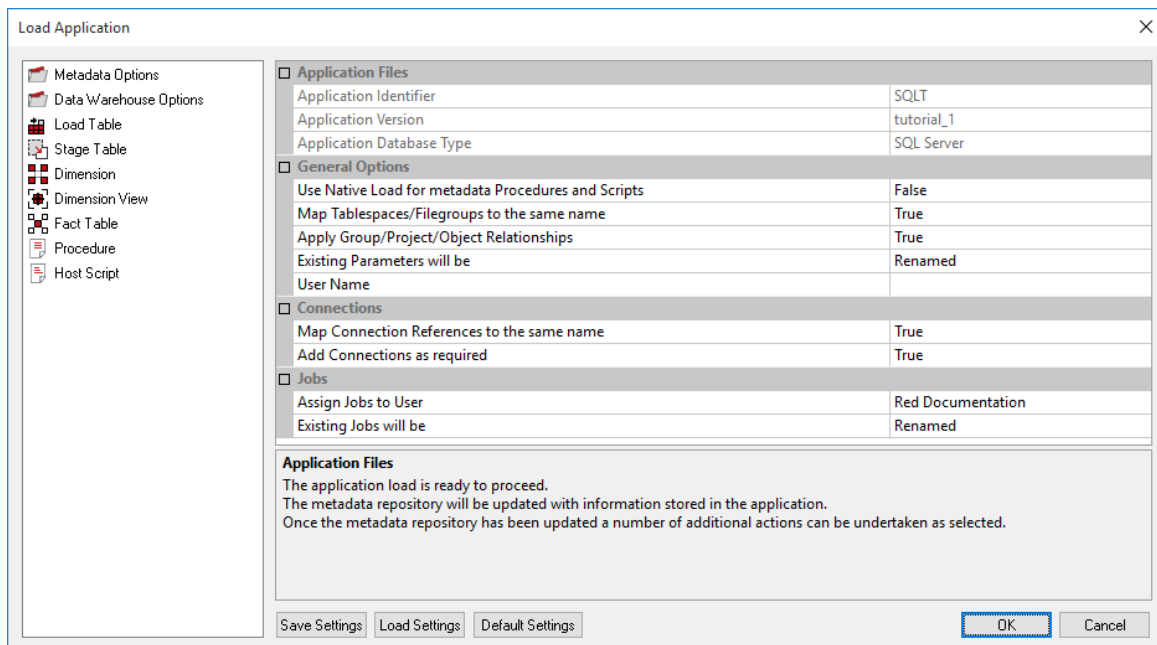 Load Application
Metadata Options
Data Warehouse Options
Load Table
Stage Table
Dimension
Dimension View
Fact Table
Procedure
Host Script
Application Files
Application Identifier SQLT
Application Version tutorial_1
Application Database Type SQL Server
General Options
Use Native Load for metadata Procedures and Scripts False
Map Tablespaces/Filegroups to the same name True
Apply Group/Project/Object Relationships True
Existing Parameters will be Renamed
User Name
Connections
Map Connection References to the same name True
Add Connections as required True
Jobs
Assign Jobs to User Red Documentation
Existing Jobs will be Renamed
Application Files
The application load is ready to proceed.
The metadata repository will be updated with information stored in the application.
Once the metadata repository has been updated a number of additional actions can be undertaken as selected.
Save Settings Load Settings Default Settings OK Cancel